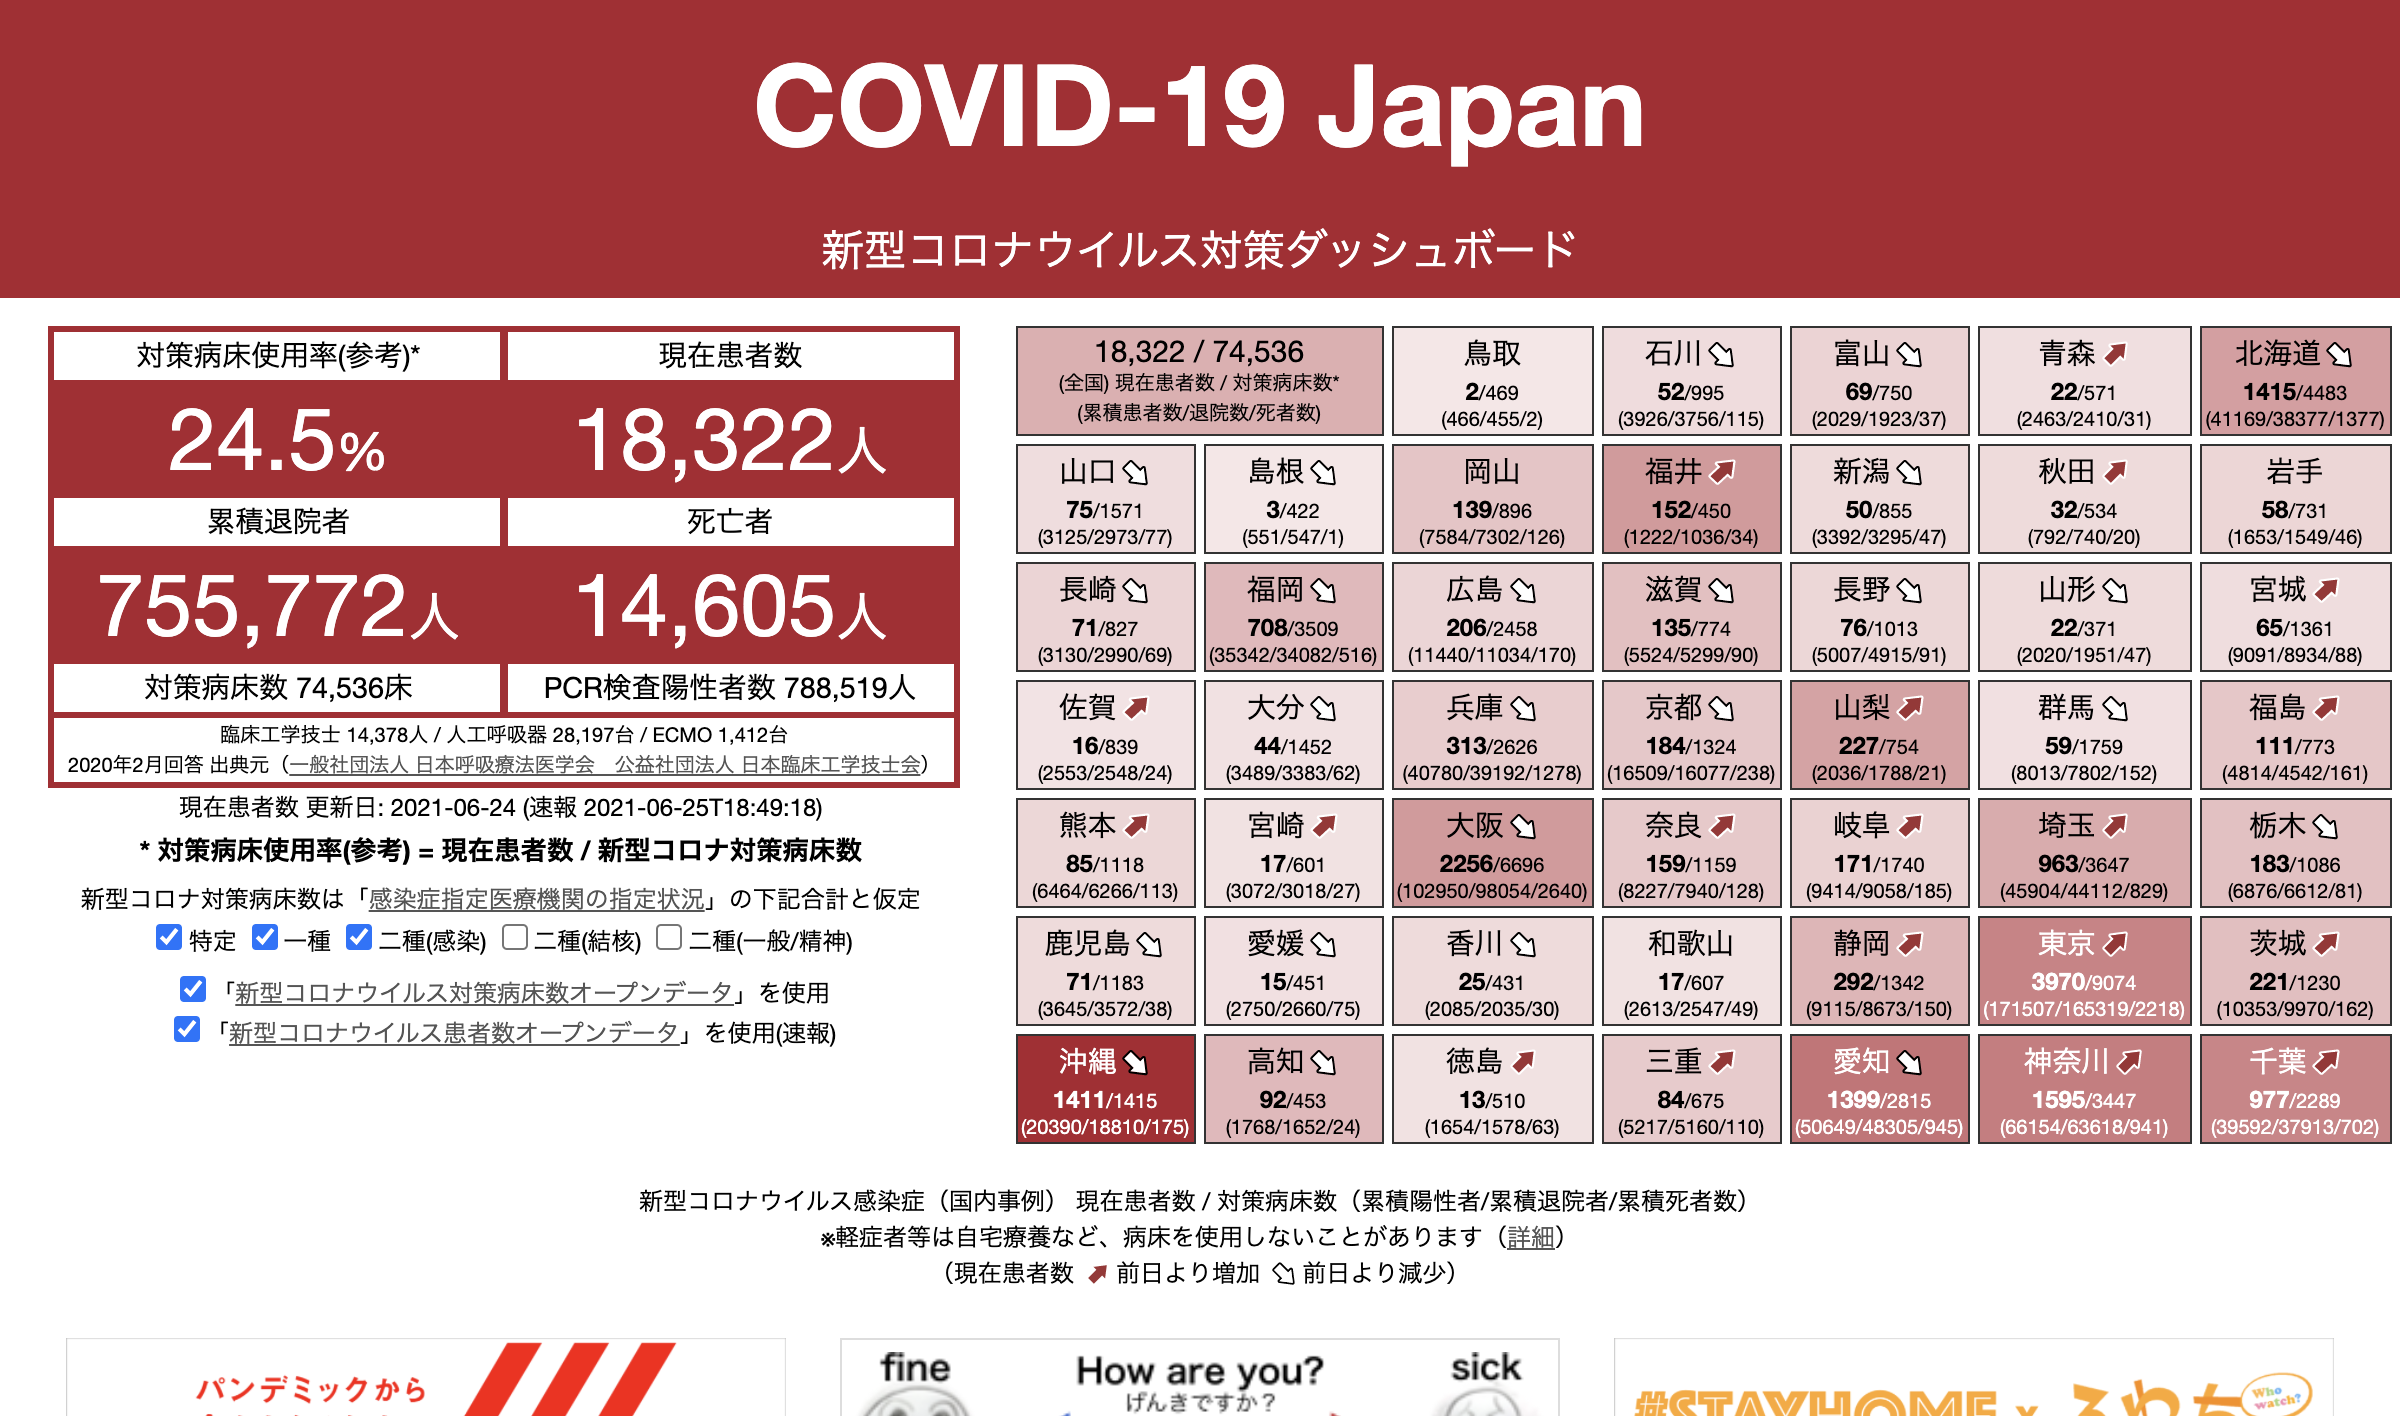 COVID-19 Japan
新型コロナウイルス対策ダッシュボード
対策病床使用率(参考)*
現在患者数
24.5%
18,322人
累積退院者
死亡者
755,772人
14,605人
対策病床数 74,536床
PCR検査陽性者数 788,519人
臨床工学技士 14,378人 / 人工呼吸器 28,197台 / ECMO 1,412台
2020年2月回答 出典元（一般社団法人 日本呼吸療法医学会　公益社団法人 日本臨床工学技士会）
現在患者数 更新日: 2021-06-24 (速報 2021-06-25T18:49:18)
* 対策病床使用率(参考) = 現在患者数 / 新型コロナ対策病床数
新型コロナ対策病床数は「感染症指定医療機関の指定状況」の下記合計と仮定
特定 一種 二種(感染) 二種(結核) 二種(一般/精神)
「新型コロナウイルス対策病床数オープンデータ」を使用
「新型コロナウイルス患者数オープンデータ」を使用(速報)
18,322 / 74,536
(全国) 現在患者数 / 対策病床数*
(累積患者数/退院数/死者数)
鳥取
2/469
(466/455/2)
石川
52/995
(3926/3756/115)
富山
69/750
(2029/1923/37)
青森
22/571
(2463/2410/31)
北海道
1415/4483
(41169/38377/1377)
山口
75/1571
(3125/2973/77)
島根
3/422
(551/547/1)
岡山
139/896
(7584/7302/126)
福井
152/450
(1222/1036/34)
新潟
50/855
(3392/3295/47)
秋田
32/534
(792/740/20)
岩手
58/731
(1653/1549/46)
長崎
71/827
(3130/2990/69)
福岡
708/3509
(35342/34082/516)
広島
206/2458
(11440/11034/170)
滋賀
135/774
(5524/5299/90)
長野
76/1013
(5007/4915/91)
山形
22/371
(2020/1951/47)
宮城
65/1361
(9091/8934/88)
佐賀
16/839
(2553/2548/24)
大分
44/1452
(3489/3383/62)
兵庫
313/2626
(40780/39192/1278)
京都
184/1324
(16509/16077/238)
山梨
227/754
(2036/1788/21)
群馬
59/1759
(8013/7802/152)
福島
111/773
(4814/4542/161)
熊本
85/1118
(6464/6266/113)
宮崎
17/601
(3072/3018/27)
大阪
2256/6696
(102950/98054/2640)
奈良
159/1159
(8227/7940/128)
岐阜
171/1740
(9414/9058/185)
埼玉
963/3647
(45904/44112/829)
栃木
183/1086
(6876/6612/81)
鹿児島
71/1183
(3645/3572/38)
愛媛
15/451
(2750/2660/75)
香川
25/431
(2085/2035/30)
和歌山
17/607
(2613/2547/49)
静岡
292/1342
(9115/8673/150)
東京
3970/9074
(171507/165319/2218)
茨城
221/1230
(10353/9970/162)
沖縄
1411/1415
(20390/18810/175)
高知
92/453
(1768/1652/24)
徳島
13/510
(1654/1578/63)
三重
84/675
(5217/5160/110)
愛知
1399/2815
(50649/48305/945)
神奈川
1595/3447
(66154/63618/941)
千葉
977/2289
(39592/37913/702)
新型コロナウイルス感染症（国内事例） 現在患者数 / 対策病床数（累積陽性者/累積退院者/累積死者数）
※軽症者等は自宅療養など、病床を使用しないことがあります（詳細）
（現在患者数 前日より増加 前日より減少）
パンデミックから
fine
How are you?
げんきですか？
sick
#STAYHOME x ふわっち
Who watch?